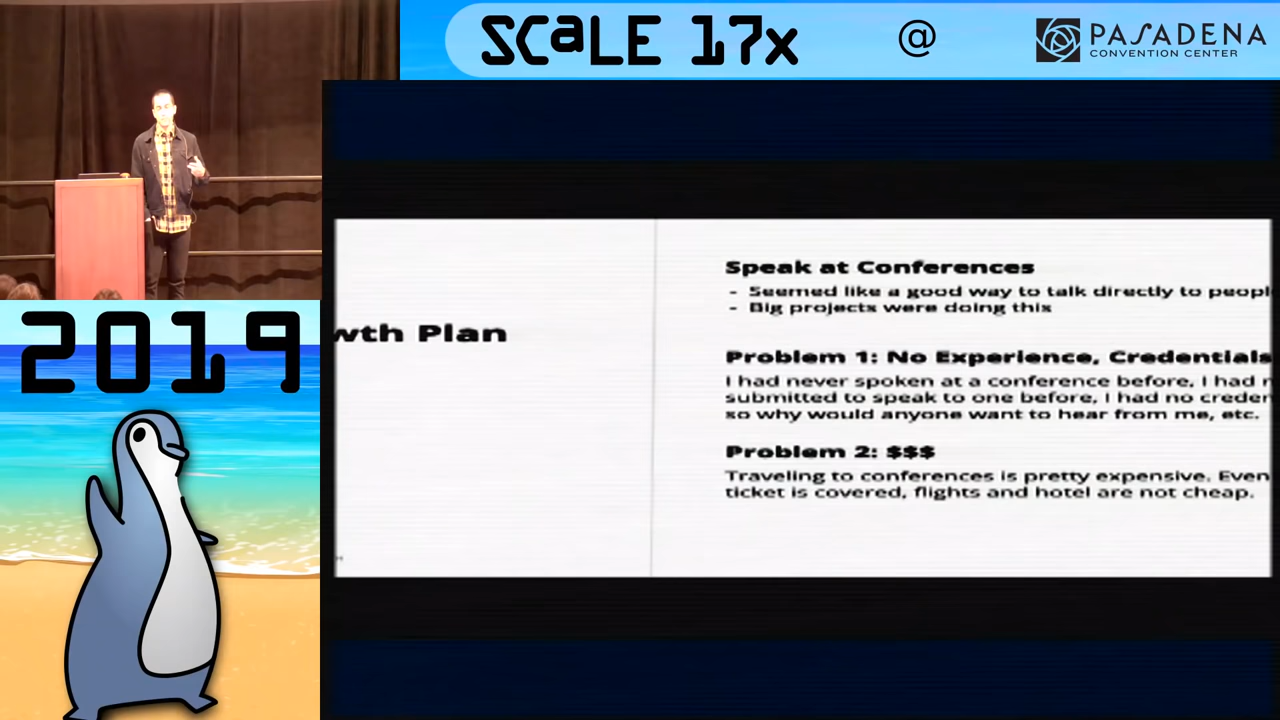 SCaLE 17x
@
PASADENA
CONVENTION CENTER
2019
wth Plan
Speak at Conferences
- Seemed like a good way to talk directly to peopl
- Big projects were doing this
Problem 1: No Experience, Credentials
I had never spoken at a conference before, I had n
submitted to speak to one before, I had no creden
so why would anyone want to hear from me, etc.
Problem 2: $$$
Traveling to conferences is pretty expensive. Even
ticket is covered, flights and hotel are not cheap.